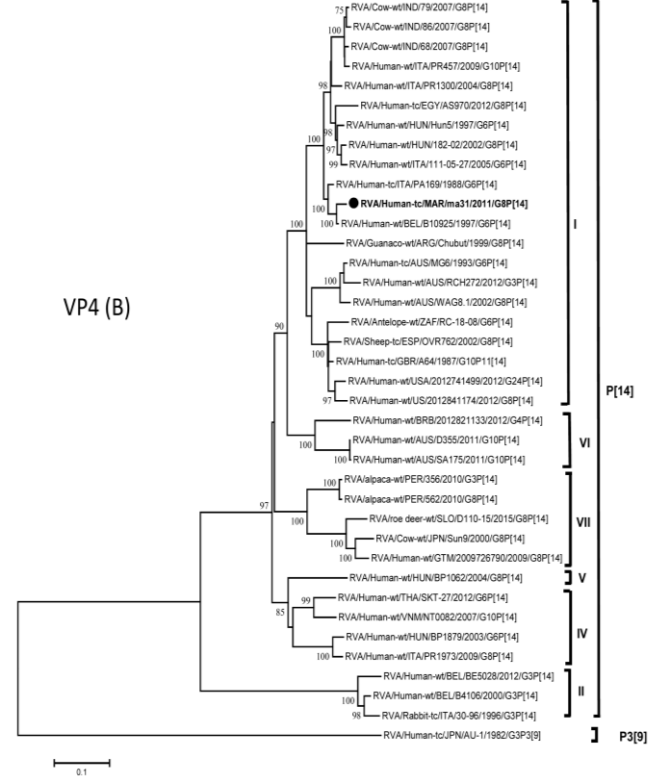 75
RVA/Cow-wt/IND/79/2007/G8P[14]
RVA/Cow-wt/IND/86/2007/G8P[14]
100
RVA/Cow-wt/IND/68/2007/G8P[14]
RVA/Human-wt/ITA/PR457/2009/G10P[14]
98
RVA/Human-wt/ITA/PR1300/2004/G8P[14]
RVA/Human-tc/EGY/AS970/2012/G8P[14]
RVA/Human-wt/HUN/Hun5/1997/G6P[14]
98
100
RVA/Human-wt/HUN/182-02/2002/G8P[14]
97
RVA/Human-wt/ITA/111-05-27/2005/G6P[14]
99
RVA/Human-tc/ITA/PA169/1988/G6P[14]
RVA/Human-tc/MAR/ma31/2011/G8P[14]
100
RVA/Human-wt/BEL/B10925/1997/G6P[14]
100
100
I
RVA/Guanaco-wt/ARG/Chubut/1999/G8P[14]
RVA/Human-tc/AUS/MG6/1993/G6P[14]
RVA/Human-wt/AUS/RCH272/2012/G3P[14]
100
RVA/Human-wt/AUS/WAG8.1/2002/G8P[14]
VP4 (B)
RVA/Antelope-wt/ZAF/RC-18-08/G6P[14]
90
RVA/Sheep-tc/ESP/OVR762/2002/G8P[14]
100
RVA/Human-tc/GBR/A64/1987/G10P11[14]
RVA/Human-wt/USA/2012741499/2012/G24P[14]
P[14]
97
RVA/Human-wt/US/2012841174/2012/G8P[14]
RVA/Human-wt/BRB/2012821133/2012/G4P[14]
100
RVA/Human-wt/AUS/D355/2011/G10P[14]
VI
100
RVA/Human-wt/AUS/SA175/2011/G10P[14]
RVA/alpaca-wt/PER/356/2010/G3P[14]
100
RVA/alpaca-wt/PER/562/2010/G8P[14]
97
100
RVA/roe deer-wt/SLO/D110-15/2015/G8P[14]
VII
100
RVA/Cow-wt/JPN/Sun9/2000/G8P[14]
100
RVA/Human-wt/GTM/2009726790/2009/G8P[14]
RVA/Human-wt/HUN/BP1062/2004/G8P[14]
V
99
RVA/Human-wt/THA/SKT-27/2012/G6P[14]
85
RVA/Human-wt/VNM/NT0082/2007/G10P[14]
IV
RVA/Human-wt/HUN/BP1879/2003/G6P[14]
100
RVA/Human-wt/ITA/PR1973/2009/G8P[14]
RVA/Human-wt/BEL/BE5028/2012/G3P[14]
100
RVA/Human-wt/BEL/B4106/2000/G3P[14]
II
98
RVA/Rabbit-tc/ITA/30-96/1996/G3P[14]
RVA/Human-tc/JPN/AU-1/1982/G3P3[9]
P3[9]
0.1